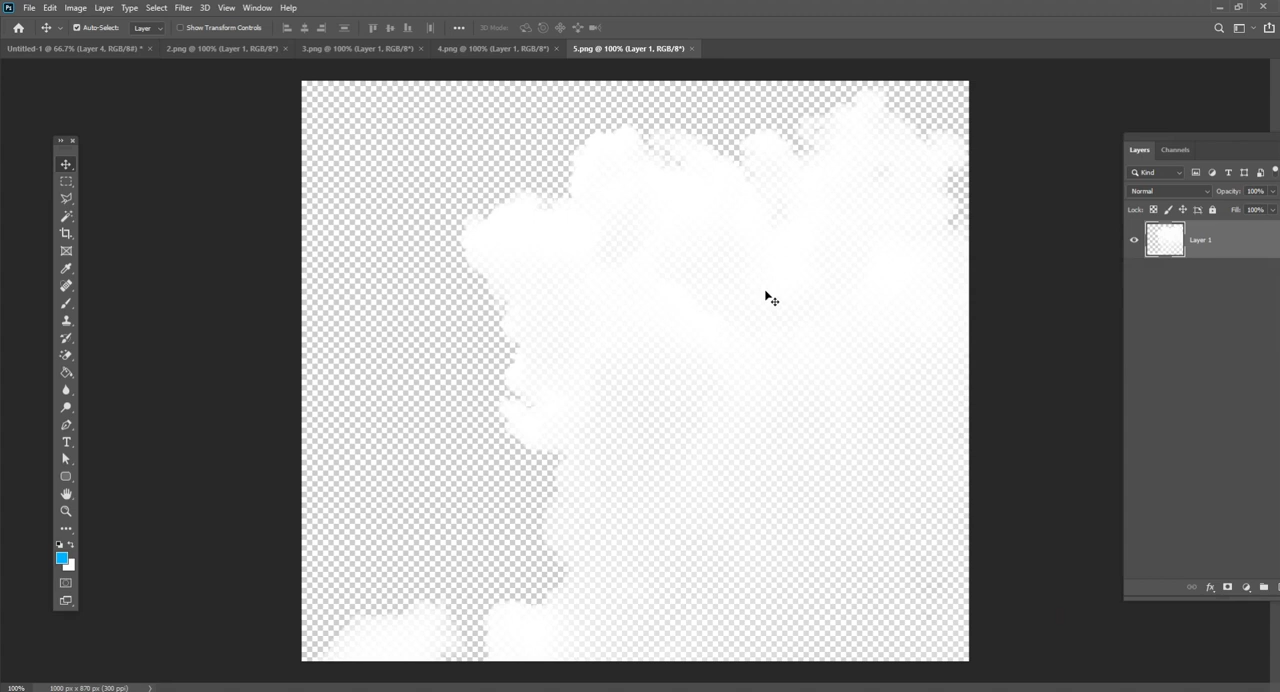 Ps File Edit Image Layer Type Select Filter 3D View Window Help
Auto-Select: Layer Show Transform Controls 3D Mode:
Untitled-1 @ 66.7% (Layer 4, RGB/8#) * × 2.png @ 100% (Layer 1, RGB/8*) × 3.png @ 100% (Layer 1, RGB/8*) × 4.png @ 100% (Layer 1, RGB/8*) × 5.png @ 100% (Layer 1, RGB/8*) ×
Layers Channels
Kind
Normal Opacity: 100%
Lock: Fill: 100%
Layer 1
T
fx
100% 1000 px x 870 px (300 ppi)